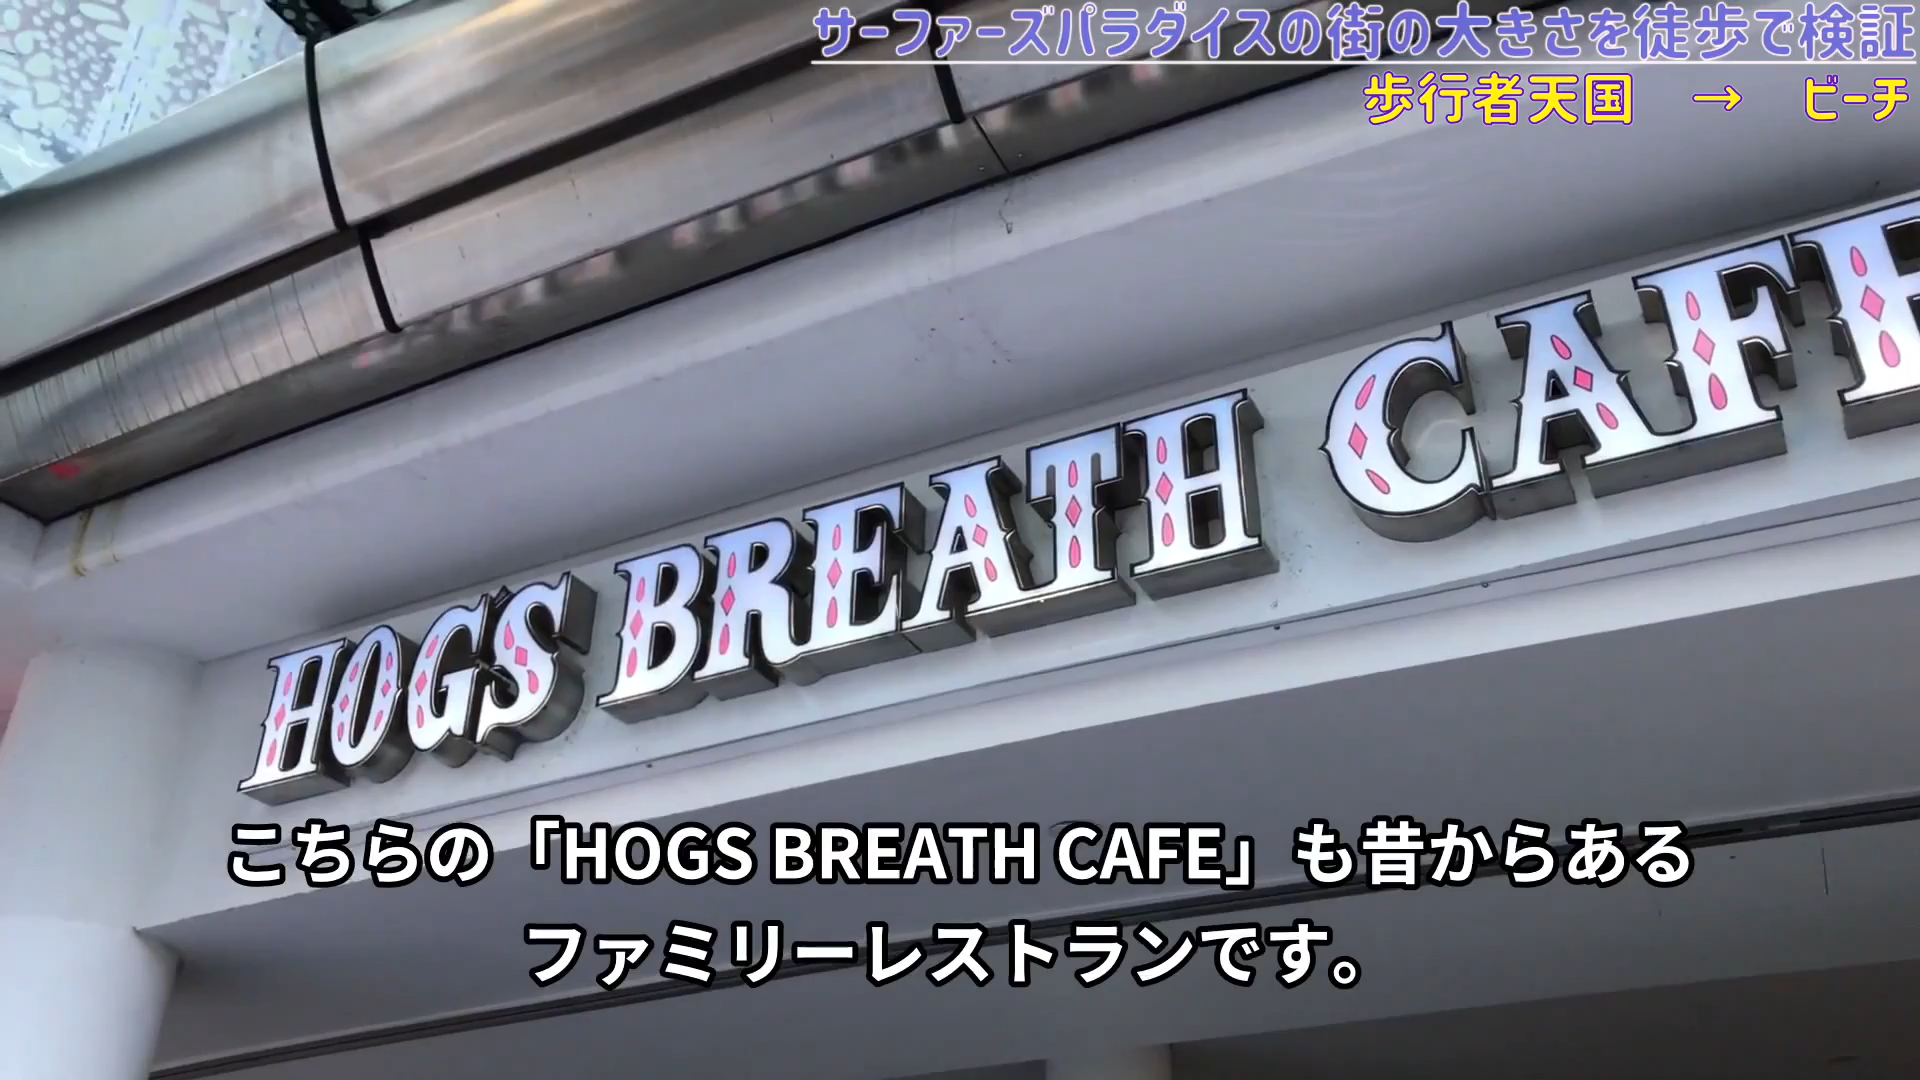 サーファーズパラダイスの街の大きさを徒歩で検証
歩行者天国 → ビーチ
HOGS BREATH CAFE
こちらの「HOGS BREATH CAFE」も昔からある
ファミリーレストランです。